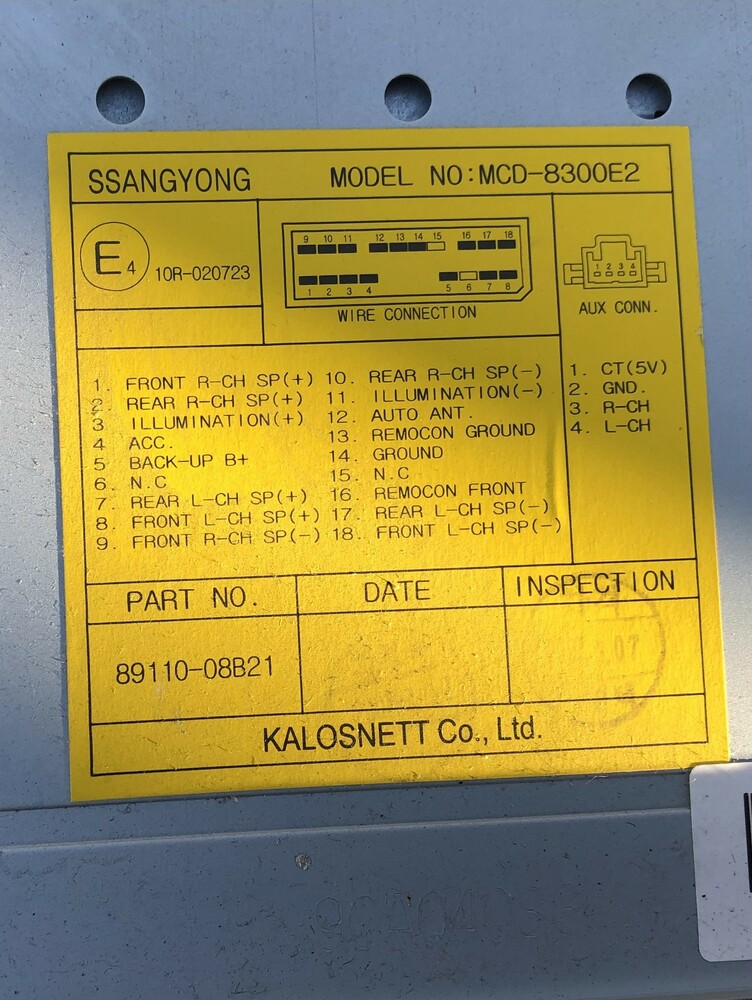 SSANGYONG MODEL NO:MCD-8300E2
E4 10R-020723
9 10 11 12 13 14 15 16 17 18
1 2 3 4 5 6 7 8
WIRE CONNECTION
1 2 3 4
AUX CONN.
1. FRONT R-CH SP(+) 10. REAR R-CH SP(-)
2. REAR R-CH SP(+) 11. ILLUMINATION(-)
3 ILLUMINATION(+) 12. AUTO ANT.
4 ACC. 13. REMOCON GROUND
5 BACK-UP B+ 14. GROUND
6. N.C 15. N.C
7. REAR L-CH SP(+) 16. REMOCON FRONT
8. FRONT L-CH SP(+) 17. REAR L-CH SP(-)
9. FRONT R-CH SP(-) 18. FRONT L-CH SP(-)
1. CT(5V)
2. GND.
3. R-CH
4. L-CH
PART NO. DATE INSPECTION
89110-08B21
07
KALOSNETT Co., Ltd.